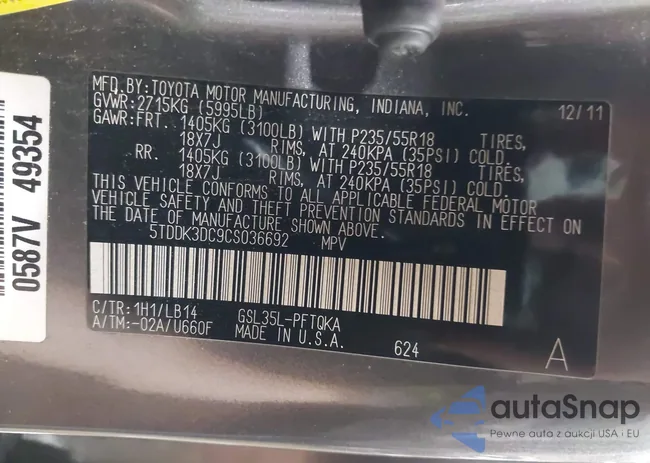 MFD.BY:TOYOTA MOTOR MANUFACTURING, INDIANA, INC.
GVWR:2715KG (5995LB) 12/11
GAWR:FRT. 1405KG (3100LB) WITH P235/55R18 TIRES,
18X7J RIMS, AT 240KPA (35PSI) COLD.
RR. 1405KG (3100LB) WITH P235/55R18 TIRES,
18X7J RIMS, AT 240KPA (35PSI) COLD.
THIS VEHICLE CONFORMS TO ALL APPLICABLE FEDERAL MOTOR
VEHICLE SAFETY AND THEFT PREVENTION STANDARDS IN EFFECT ON
THE DATE OF MANUFACTURE SHOWN ABOVE.
5TDDK3DC9CS036692 MPV
C/TR:1H1/LB14 GSL35L-PFTQKA
A/TM:-02A/U660F MADE IN U.S.A. 624 A
0587V 49354
autaSnap
Pewne auta z aukcji USA i EU